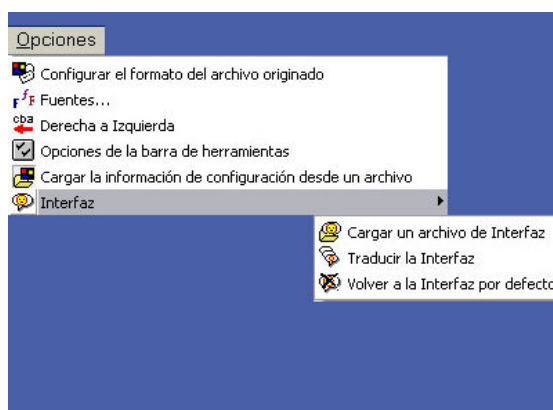 Opciones
Configurar el formato del archivo originado
Fuentes...
cba Derecha a Izquierda
Opciones de la barra de herramientas
Cargar la información de configuración desde un archivo
Interfaz
Cargar un archivo de Interfaz
Traducir la Interfaz
Volver a la Interfaz por defecto